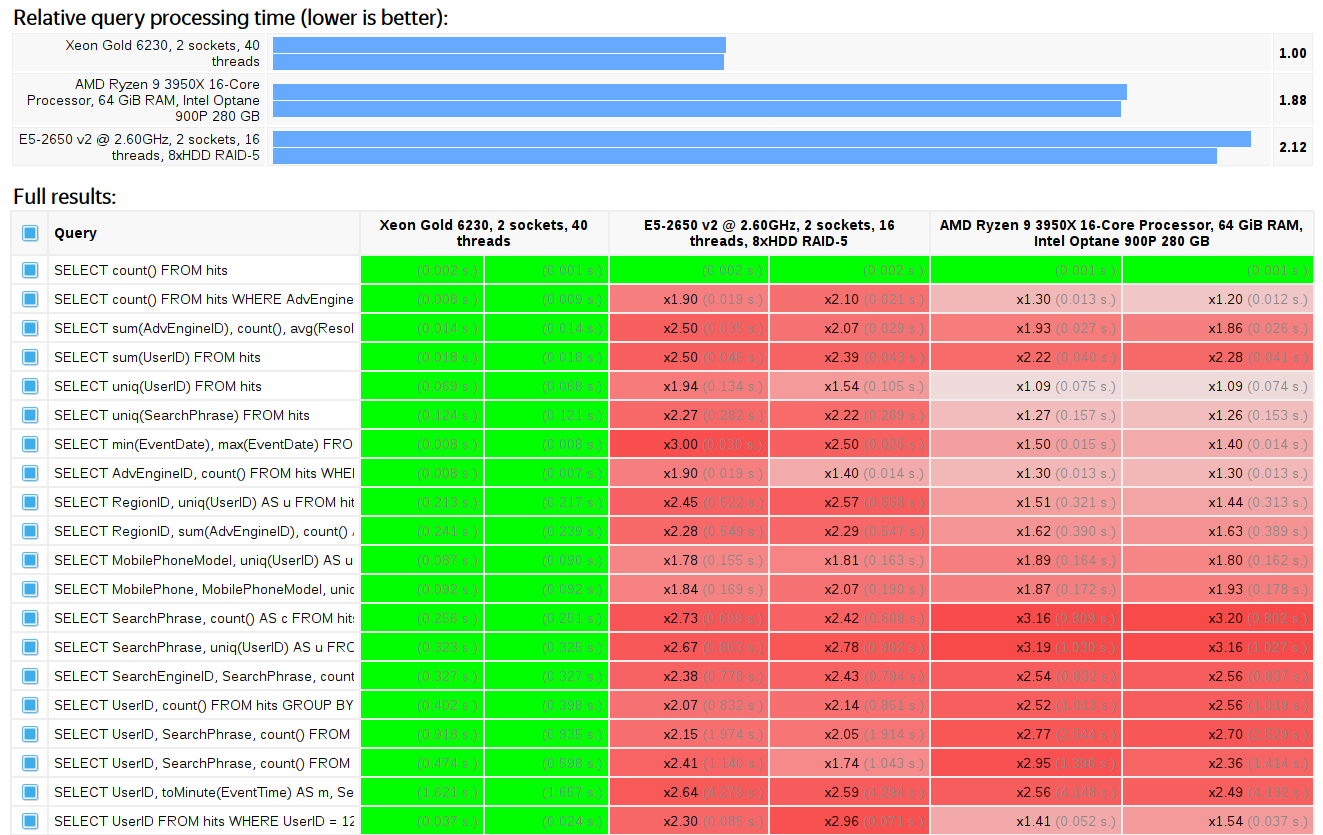 Relative query processing time (lower is better):
Xeon Gold 6230, 2 sockets, 40
threads
1.00
AMD Ryzen 9 3950X 16-Core
Processor, 64 GiB RAM, Intel Optane
900P 280 GB
1.88
E5-2650 v2 @ 2.60GHz, 2 sockets, 16
threads, 8xHDD RAID-5
2.12
Full results:
Query
Xeon Gold 6230, 2 sockets, 40
threads
E5-2650 v2 @ 2.60GHz, 2 sockets, 16
threads, 8xHDD RAID-5
AMD Ryzen 9 3950X 16-Core Processor, 64 GiB RAM,
Intel Optane 900P 280 GB
SELECT count() FROM hits (0.002 s.) (0.001 s.) (0.002 s.) (0.002 s.) (0.001 s.) (0.001 s.)
SELECT count() FROM hits WHERE AdvEngine (0.008 s.) (0.009 s.) x1.90 (0.019 s.) x2.10 (0.021 s.) x1.30 (0.013 s.) x1.20 (0.012 s.)
SELECT sum(AdvEngineID), count(), avg(Resol (0.014 s.) (0.014 s.) x2.50 (0.035 s.) x2.07 (0.029 s.) x1.93 (0.027 s.) x1.86 (0.026 s.)
SELECT sum(UserID) FROM hits (0.018 s.) (0.018 s.) x2.50 (0.045 s.) x2.39 (0.043 s.) x2.22 (0.040 s.) x2.28 (0.041 s.)
SELECT uniq(UserID) FROM hits (0.069 s.) (0.068 s.) x1.94 (0.134 s.) x1.54 (0.105 s.) x1.09 (0.075 s.) x1.09 (0.074 s.)
SELECT uniq(SearchPhrase) FROM hits (0.124 s.) (0.121 s.) x2.27 (0.282 s.) x2.22 (0.269 s.) x1.27 (0.157 s.) x1.26 (0.153 s.)
SELECT min(EventDate), max(EventDate) FRO (0.008 s.) (0.008 s.) x3.00 (0.030 s.) x2.50 (0.025 s.) x1.50 (0.015 s.) x1.40 (0.014 s.)
SELECT AdvEngineID, count() FROM hits WHEI (0.008 s.) (0.007 s.) x1.90 (0.019 s.) x1.40 (0.014 s.) x1.30 (0.013 s.) x1.30 (0.013 s.)
SELECT RegionID, uniq(UserID) AS u FROM hit (0.213 s.) (0.217 s.) x2.45 (0.522 s.) x2.57 (0.558 s.) x1.51 (0.321 s.) x1.44 (0.313 s.)
SELECT RegionID, sum(AdvEngineID), count() (0.241 s.) (0.239 s.) x2.28 (0.549 s.) x2.29 (0.547 s.) x1.62 (0.390 s.) x1.63 (0.389 s.)
SELECT MobilePhoneModel, uniq(UserID) AS u (0.087 s.) (0.090 s.) x1.78 (0.155 s.) x1.81 (0.163 s.) x1.89 (0.164 s.) x1.80 (0.162 s.)
SELECT MobilePhone, MobilePhoneModel, unic (0.092 s.) (0.092 s.) x1.84 (0.169 s.) x2.07 (0.190 s.) x1.87 (0.172 s.) x1.93 (0.178 s.)
SELECT SearchPhrase, count() AS c FROM hits (0.256 s.) (0.251 s.) x2.73 (0.699 s.) x2.42 (0.608 s.) x3.16 (0.809 s.) x3.20 (0.802 s.)
SELECT SearchPhrase, uniq(UserID) AS u FRO (0.323 s.) (0.325 s.) x2.67 (0.863 s.) x2.78 (0.902 s.) x3.19 (1.030 s.) x3.16 (1.027 s.)
SELECT SearchEngineID, SearchPhrase, count (0.327 s.) (0.327 s.) x2.38 (0.778 s.) x2.43 (0.794 s.) x2.54 (0.832 s.) x2.56 (0.837 s.)
SELECT UserID, count() FROM hits GROUP BY (0.402 s.) (0.398 s.) x2.07 (0.832 s.) x2.14 (0.851 s.) x2.52 (1.013 s.) x2.56 (1.018 s.)
SELECT UserID, SearchPhrase, count() FROM (0.918 s.) (0.935 s.) x2.15 (1.974 s.) x2.05 (1.914 s.) x2.77 (2.544 s.) x2.70 (2.529 s.)
SELECT UserID, SearchPhrase, count() FROM (0.474 s.) (0.598 s.) x2.41 (1.140 s.) x1.74 (1.043 s.) x2.95 (1.398 s.) x2.36 (1.414 s.)
SELECT UserID, toMinute(EventTime) AS m, Se (1.621 s.) (1.657 s.) x2.64 (4.279 s.) x2.59 (4.294 s.) x2.56 (4.148 s.) x2.49 (4.132 s.)
SELECT UserID FROM hits WHERE UserID = 12 (0.037 s.) (0.024 s.) x2.30 (0.085 s.) x2.96 (0.071 s.) x1.41 (0.052 s.) x1.54 (0.037 s.)